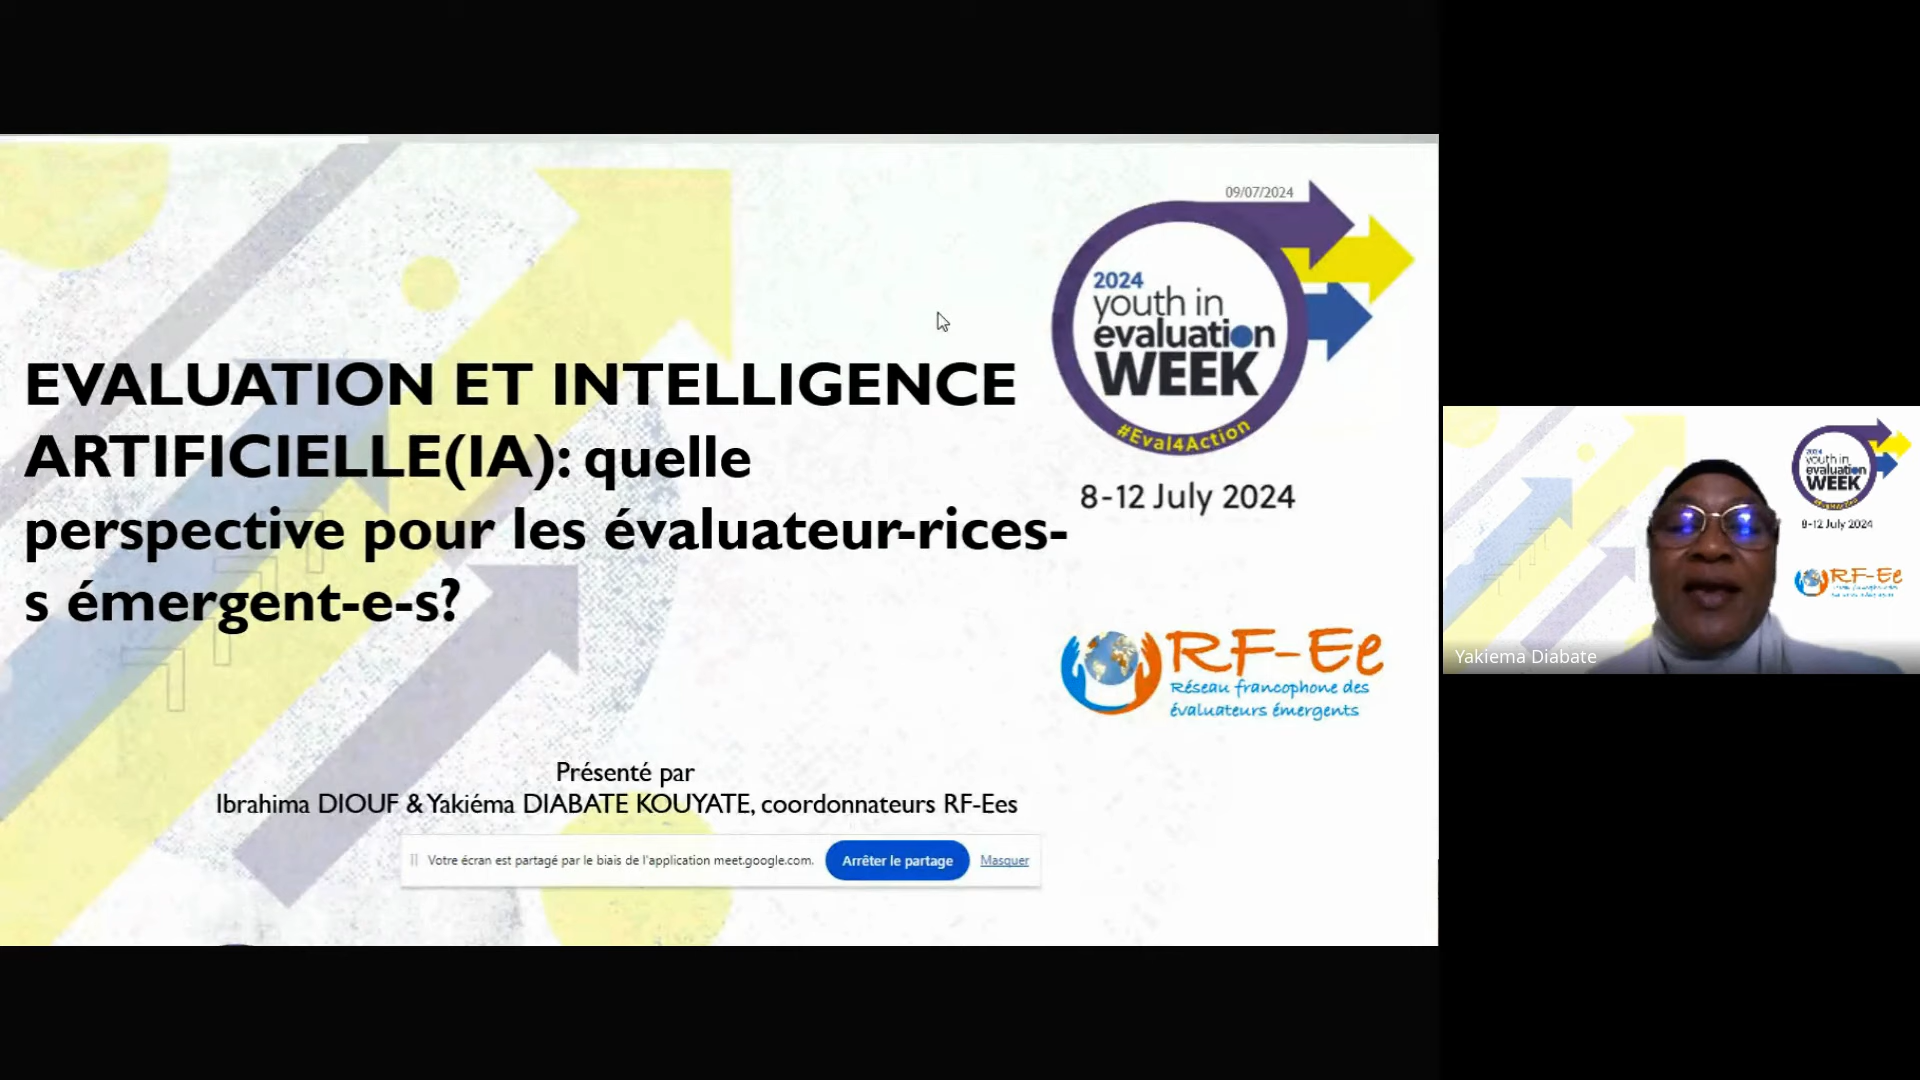 09/07/2024
2024
youth in
evaluation
WEEK
#Eval4Action
8-12 July 2024
EVALUATION ET INTELLIGENCE
ARTIFICIELLE(IA): quelle
perspective pour les évaluateur-rices-
s émergent-e-s?
RF-Ee
Réseau francophone des
évaluateurs émergents
Présenté par
Ibrahima DIOUF & Yakiéma DIABATE KOUYATE, coordonnateurs RF-Ees
Votre écran est partagé par le biais de l'application meet.google.com. Arrêter le partage Masquer
2024
youth in
evaluation
WEEK
8-12 July 2024
RF-Ee
Yakiema Diabate